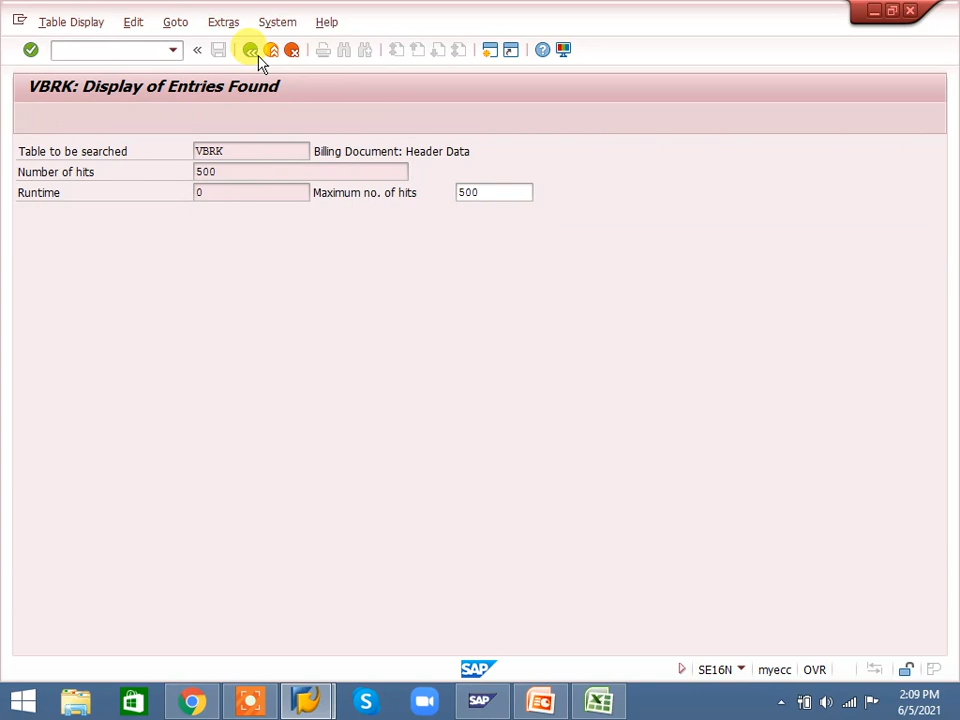 Table Display Edit Goto Extras System Help
VBRK: Display of Entries Found
Table to be searched VBRK Billing Document: Header Data
Number of hits 500
Runtime 0 Maximum no. of hits 500
SAP SE16N myecc OVR
SAP 2:09 PM
6/5/2021